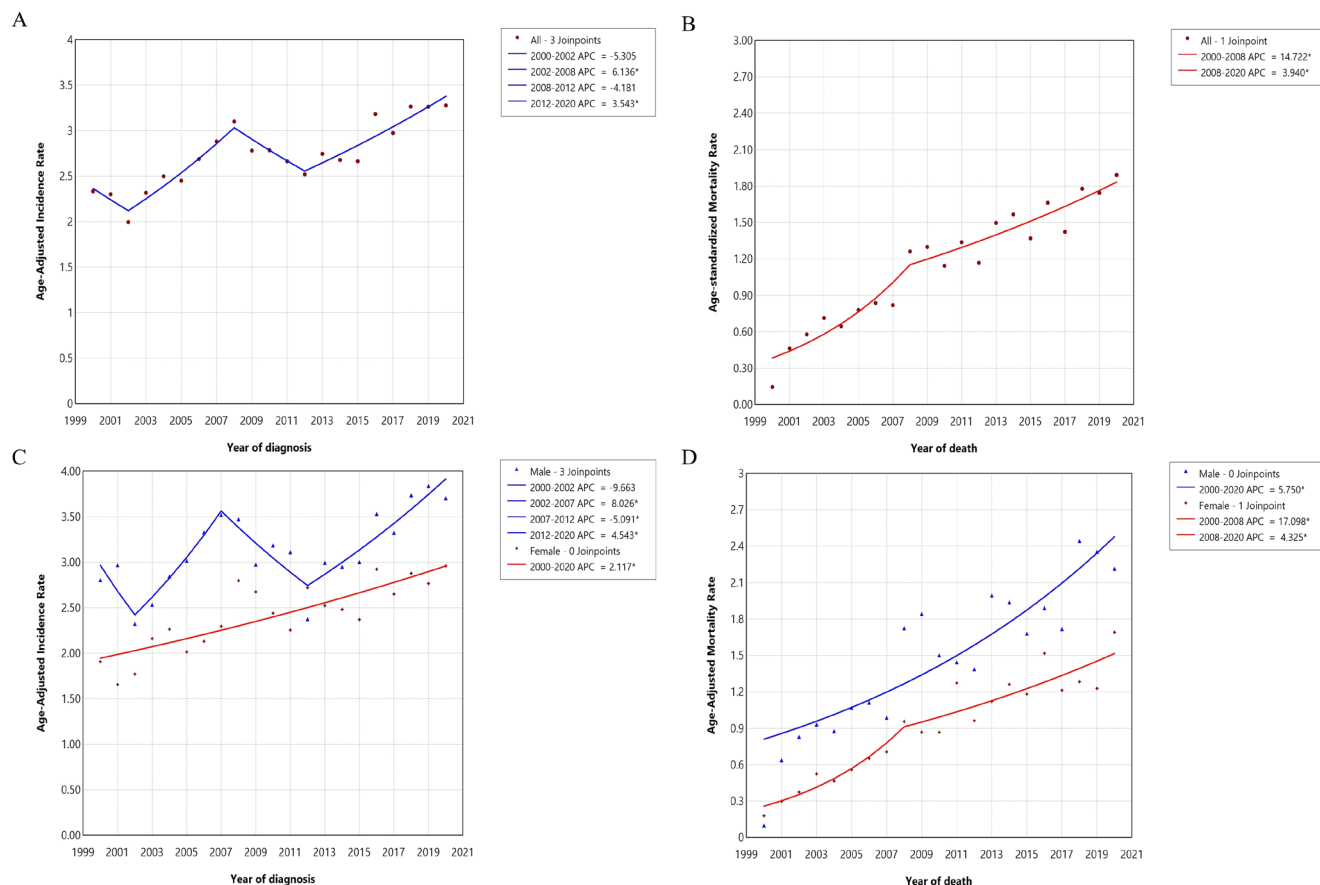 A
All - 3 Joinpoints
2000-2002 APC = -5.305
2002-2008 APC = 6.136*
2008-2012 APC = -4.181
2012-2020 APC = 3.543*
Age-Adjusted Incidence Rate
4
3.5
3
2.5
2
1.5
1
0.5
0
1999 2001 2003 2005 2007 2009 2011 2013 2015 2017 2019 2021
Year of diagnosis
B
All - 1 Joinpoint
2000-2008 APC = 14.722*
2008-2020 APC = 3.940*
Age-standardized Mortality Rate
3.00
2.70
2.40
2.10
1.80
1.50
1.20
0.90
0.60
0.30
0.00
1999 2001 2003 2005 2007 2009 2011 2013 2015 2017 2019 2021
Year of death
C
Male - 3 Joinpoints
2000-2002 APC = -9.663
2002-2007 APC = 8.026*
2007-2012 APC = -5.091*
2012-2020 APC = 4.543*
Female - 0 Joinpoints
2000-2020 APC = 2.117*
Age-Adjusted Incidence Rate
4.00
3.50
3.00
2.50
2.00
1.50
1.00
0.50
0.00
1999 2001 2003 2005 2007 2009 2011 2013 2015 2017 2019 2021
Year of diagnosis
D
Male - 0 Joinpoints
2000-2020 APC = 5.750*
Female - 1 Joinpoint
2000-2008 APC = 17.098*
2008-2020 APC = 4.325*
Age-Adjusted Mortality Rate
3
2.7
2.4
2.1
1.8
1.5
1.2
0.9
0.6
0.3
0
1999 2001 2003 2005 2007 2009 2011 2013 2015 2017 2019 2021
Year of death